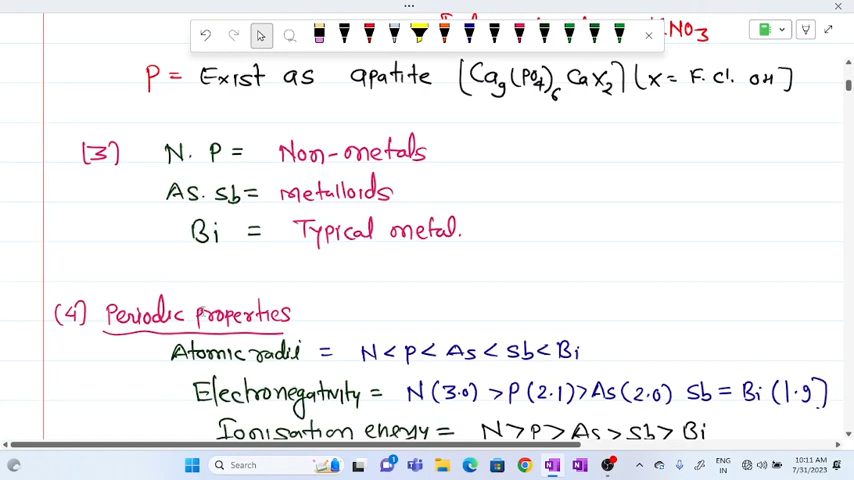 KNO3
P = Exist as apatite [Ca9(PO4)6 CaX2] (X = F. Cl. OH]
(3) N. P = Non-metals
As. Sb = metalloids
Bi = Typical metal.
(4) Periodic properties
Atomic radii = N < P < As < Sb < Bi
Electronegativity = N (3.0) > P (2.1) > As (2.0) Sb = Bi (1.9)
Ionisation energy = N > P > As > Sb > Bi
Search
ENG
IN
10:11 AM
7/31/2023